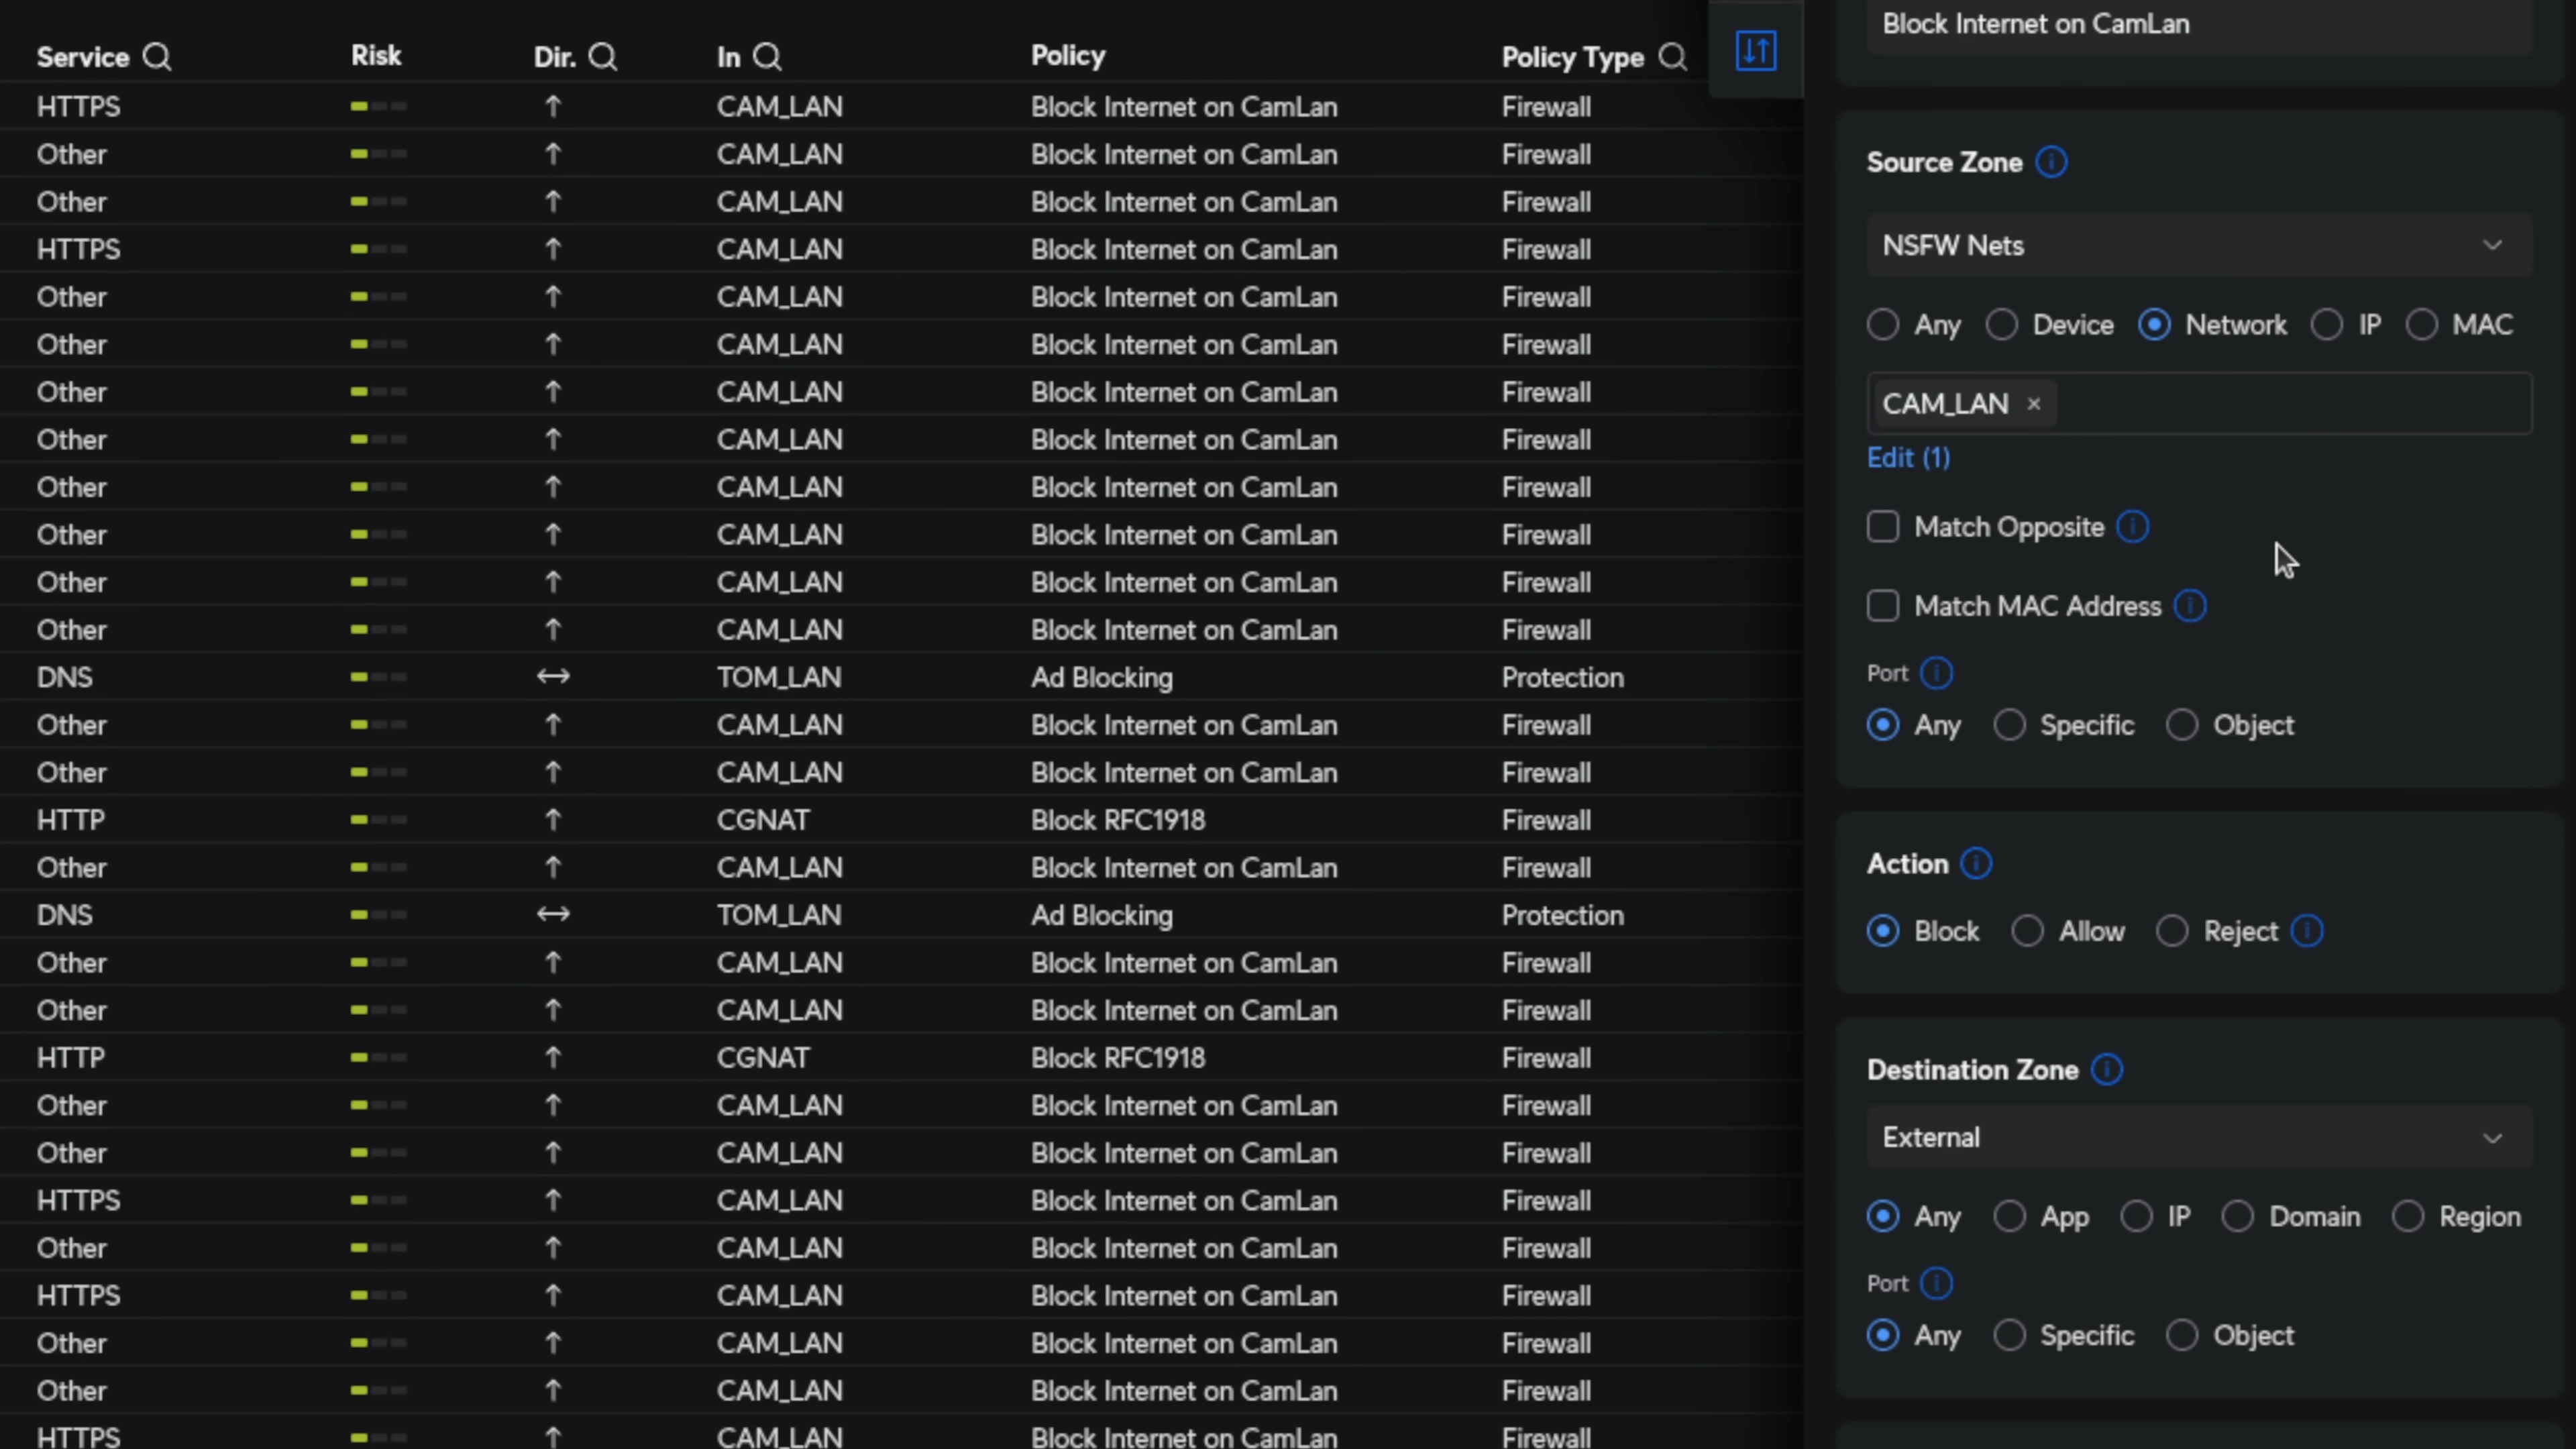 Service Risk Dir. In Policy Policy Type
HTTPS CAM_LAN Block Internet on CamLan Firewall
Other CAM_LAN Block Internet on CamLan Firewall
Other CAM_LAN Block Internet on CamLan Firewall
HTTPS CAM_LAN Block Internet on CamLan Firewall
Other CAM_LAN Block Internet on CamLan Firewall
Other CAM_LAN Block Internet on CamLan Firewall
Other CAM_LAN Block Internet on CamLan Firewall
Other CAM_LAN Block Internet on CamLan Firewall
Other CAM_LAN Block Internet on CamLan Firewall
Other CAM_LAN Block Internet on CamLan Firewall
Other CAM_LAN Block Internet on CamLan Firewall
Other CAM_LAN Block Internet on CamLan Firewall
DNS TOM_LAN Ad Blocking Protection
Other CAM_LAN Block Internet on CamLan Firewall
Other CAM_LAN Block Internet on CamLan Firewall
HTTP CGNAT Block RFC1918 Firewall
Other CAM_LAN Block Internet on CamLan Firewall
DNS TOM_LAN Ad Blocking Protection
Other CAM_LAN Block Internet on CamLan Firewall
Other CAM_LAN Block Internet on CamLan Firewall
HTTP CGNAT Block RFC1918 Firewall
Other CAM_LAN Block Internet on CamLan Firewall
Other CAM_LAN Block Internet on CamLan Firewall
HTTPS CAM_LAN Block Internet on CamLan Firewall
Other CAM_LAN Block Internet on CamLan Firewall
HTTPS CAM_LAN Block Internet on CamLan Firewall
Other CAM_LAN Block Internet on CamLan Firewall
Other CAM_LAN Block Internet on CamLan Firewall
HTTPS CAM_LAN Block Internet on CamLan Firewall
Block Internet on CamLan
Source Zone
NSFW Nets
Any Device Network IP MAC
CAM_LAN ×
Edit (1)
Match Opposite
Match MAC Address
Port
Any Specific Object
Action
Block Allow Reject
Destination Zone
External
Any App IP Domain Region
Port
Any Specific Object